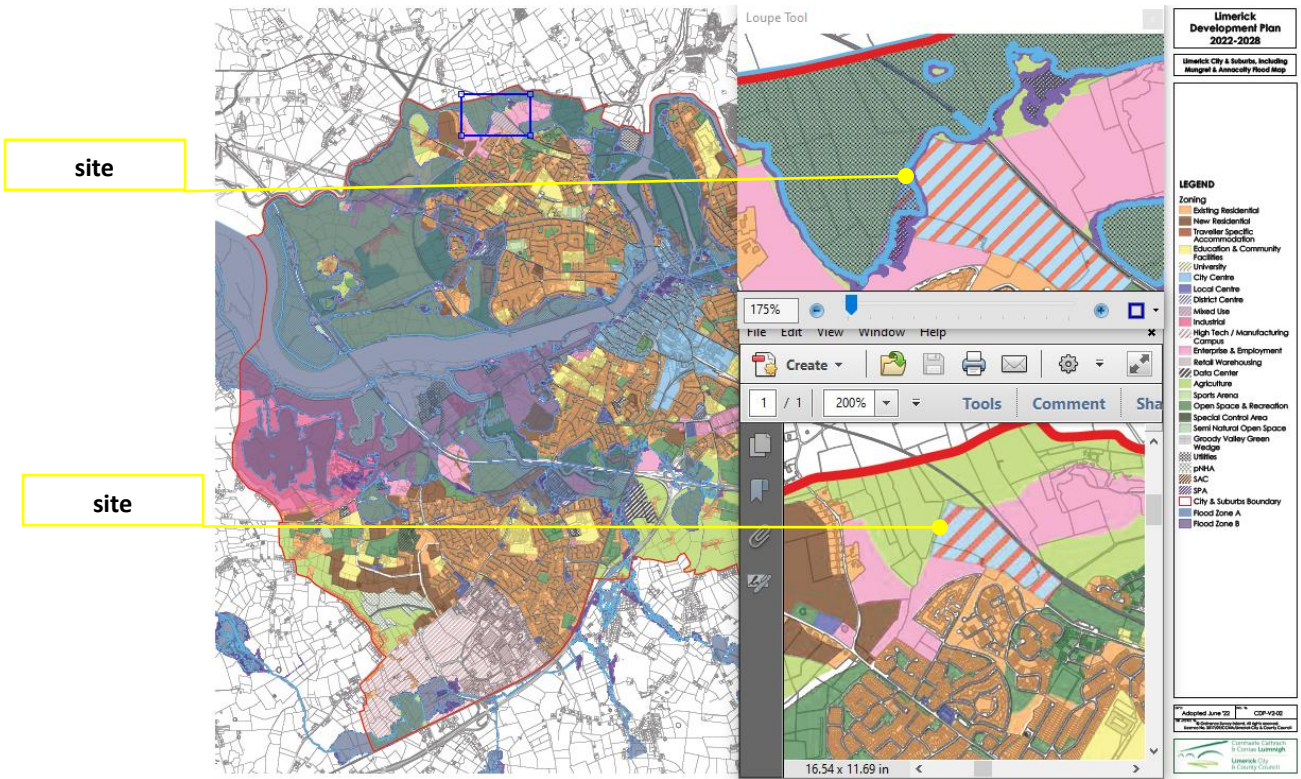 site
site
Loupe Tool
175%
File Edit View Window Help
Create
1 / 1
200%
Tools
Comment
Sha
16.54 x 11.69 in
Limerick
Development Plan
2022-2028
Limerick City & Suburbs, including
Mungret & Annacotty Flood Map
LEGEND
Zoning
Existing Residential
New Residential
Traveller Specific
Accommodation
Education & Community
Facilities
University
City Centre
Local Centre
District Centre
Mixed Use
Industrial
High Tech / Manufacturing
Campus
Enterprise & Employment
Retail Warehousing
Data Center
Agriculture
Sports Arena
Open Space & Recreation
Special Control Area
Semi Natural Open Space
Groody Valley Green
Wedge
Utilities
pNHA
SAC
SPA
City & Suburbs Boundary
Flood Zone A
Flood Zone B
Adopted June '22
Comhairle Cathrach
& Contae Luimnigh
Limerick City
& County Council